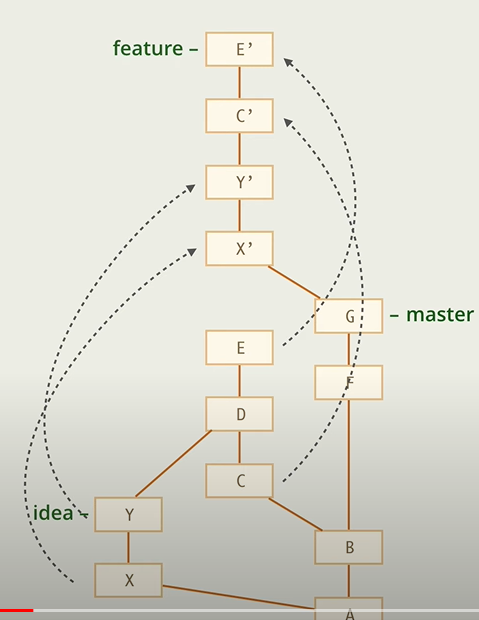 feature – E’
C’
Y’
X’
G – master
E
F
D
C
idea – Y
B
X
A